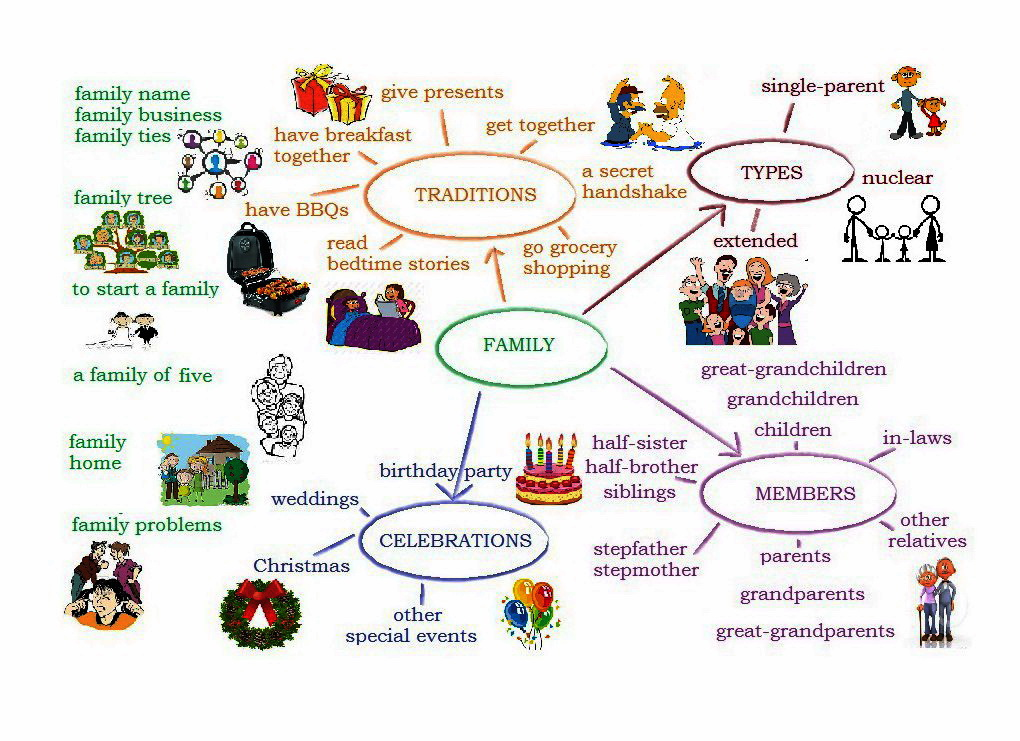 family name
family business
family ties
family tree
to start a family
a family of five
family
home
family problems
give presents
have breakfast
together
get together
a secret
handshake
TRADITIONS
have BBQs
read
bedtime stories
go grocery
shopping
single-parent
TYPES
nuclear
extended
FAMILY
great-grandchildren
grandchildren
children
in-laws
half-sister
half-brother
siblings
MEMBERS
other
relatives
stepfather
stepmother
parents
grandparents
great-grandparents
birthday party
weddings
CELEBRATIONS
Christmas
other
special events